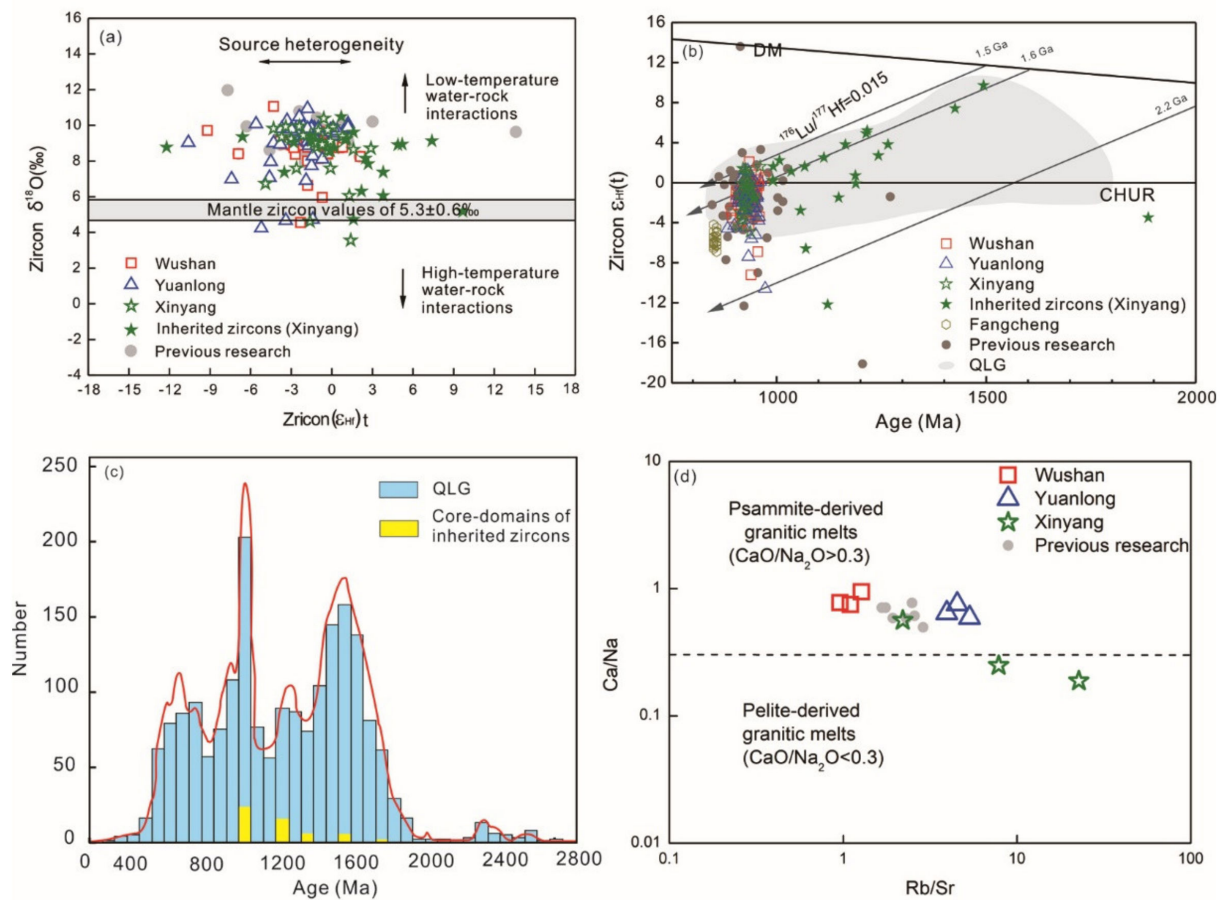 (a)
Source heterogeneity
Low-temperature
water-rock
interactions
Mantle zircon values of 5.3±0.6‰
High-temperature
water-rock
interactions
Wushan
Yuanlong
Xinyang
Inherited zircons (Xinyang)
Previous research
16
14
12
10
8
6
4
2
0
-2
-4
Zircon δ18O(‰)
-18
-15
-12
-9
-6
-3
0
3
6
9
12
15
18
Zricon(εHf) t
(b)
DM
1.5 Ga
1.6 Ga
2.2 Ga
176Lu/177Hf=0.015
CHUR
Wushan
Yuanlong
Xinyang
Inherited zircons (Xinyang)
Fangcheng
Previous research
QLG
16
12
8
4
0
-4
-8
-12
-16
-20
Zircon εHf(t)
1000
1500
2000
Age (Ma)
(c)
QLG
Core-domains of
inherited zircons
250
200
150
100
50
0
Number
0
400
800
1200
1600
2000
2400
2800
Age (Ma)
(d)
Wushan
Yuanlong
Xinyang
Previous research
Psammite-derived
granitic melts
(CaO/Na2O>0.3)
Pelite-derived
granitic melts
(CaO/Na2O<0.3)
10
1
0.1
0.01
Ca/Na
0.1
1
10
100
Rb/Sr